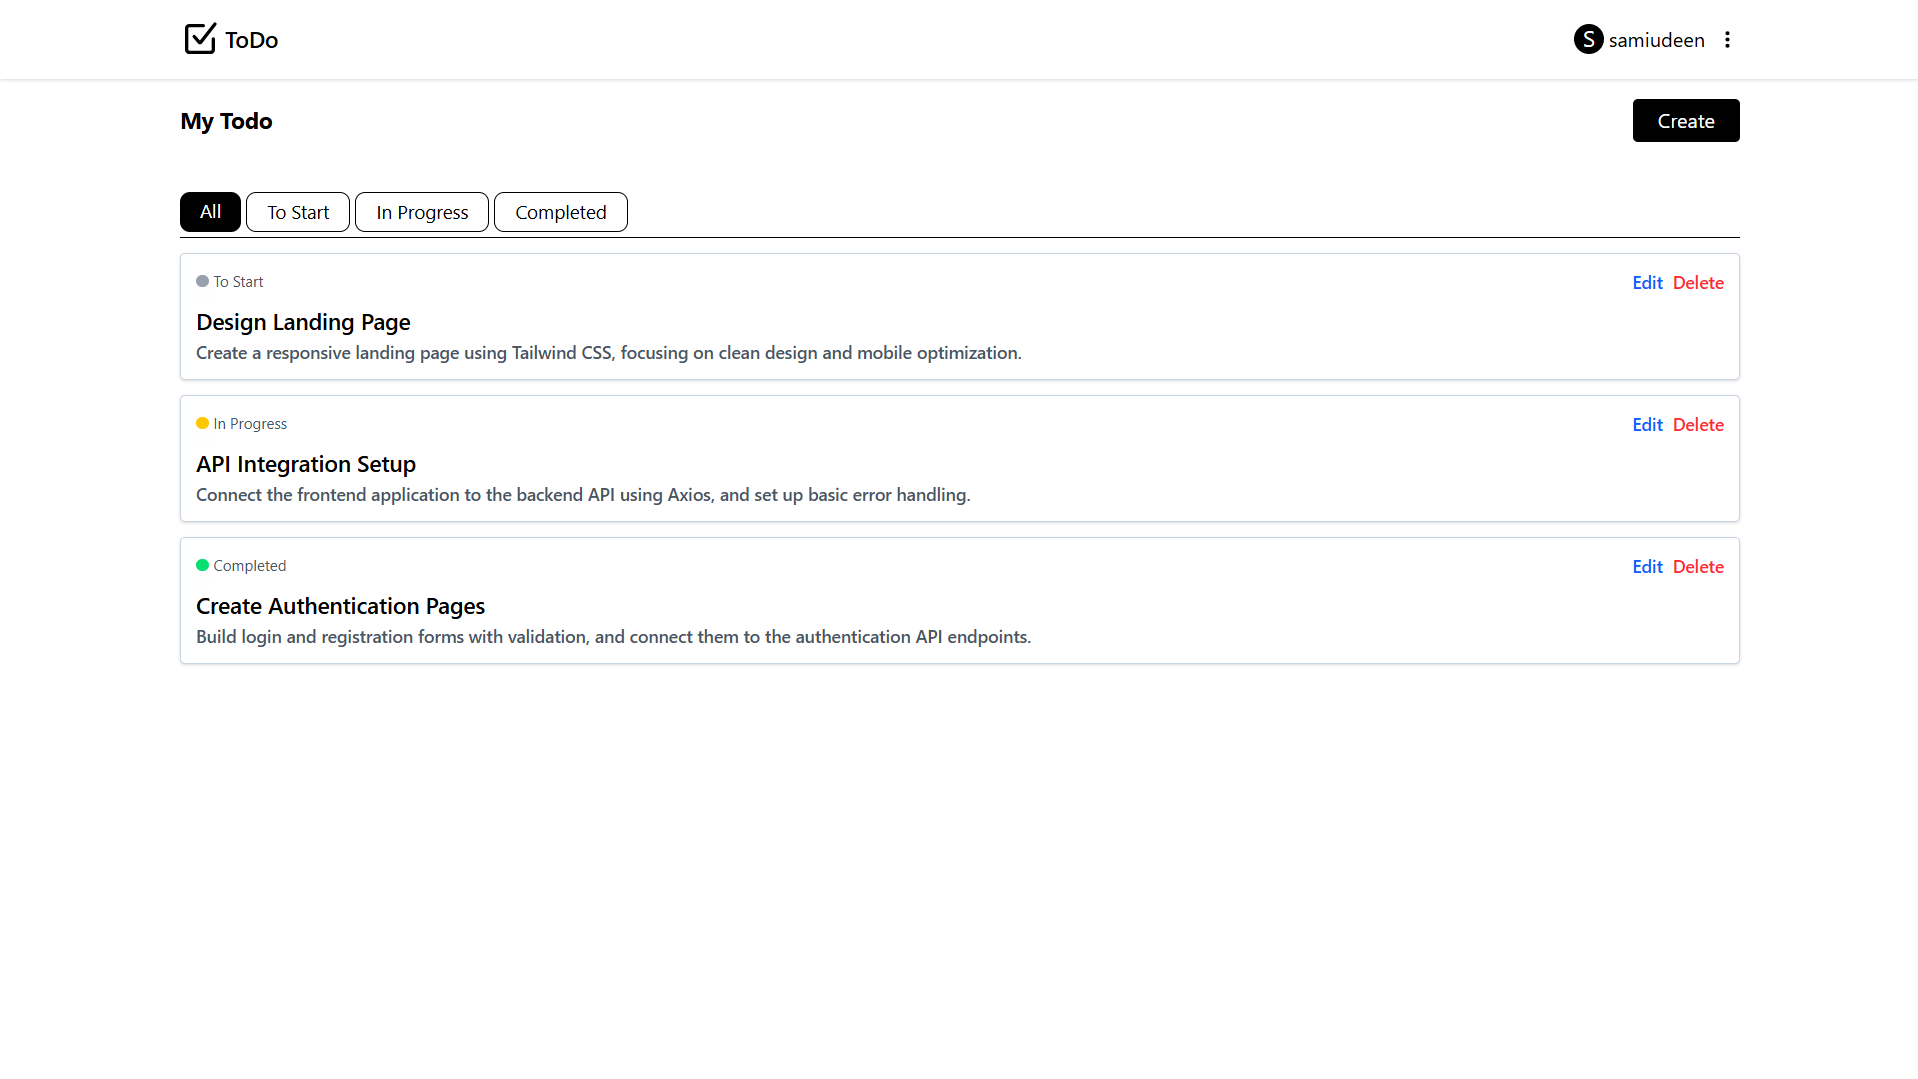 ToDo
S samiudeen
My Todo
Create
All
To Start
In Progress
Completed
To Start
Edit Delete
Design Landing Page
Create a responsive landing page using Tailwind CSS, focusing on clean design and mobile optimization.
In Progress
Edit Delete
API Integration Setup
Connect the frontend application to the backend API using Axios, and set up basic error handling.
Completed
Edit Delete
Create Authentication Pages
Build login and registration forms with validation, and connect them to the authentication API endpoints.